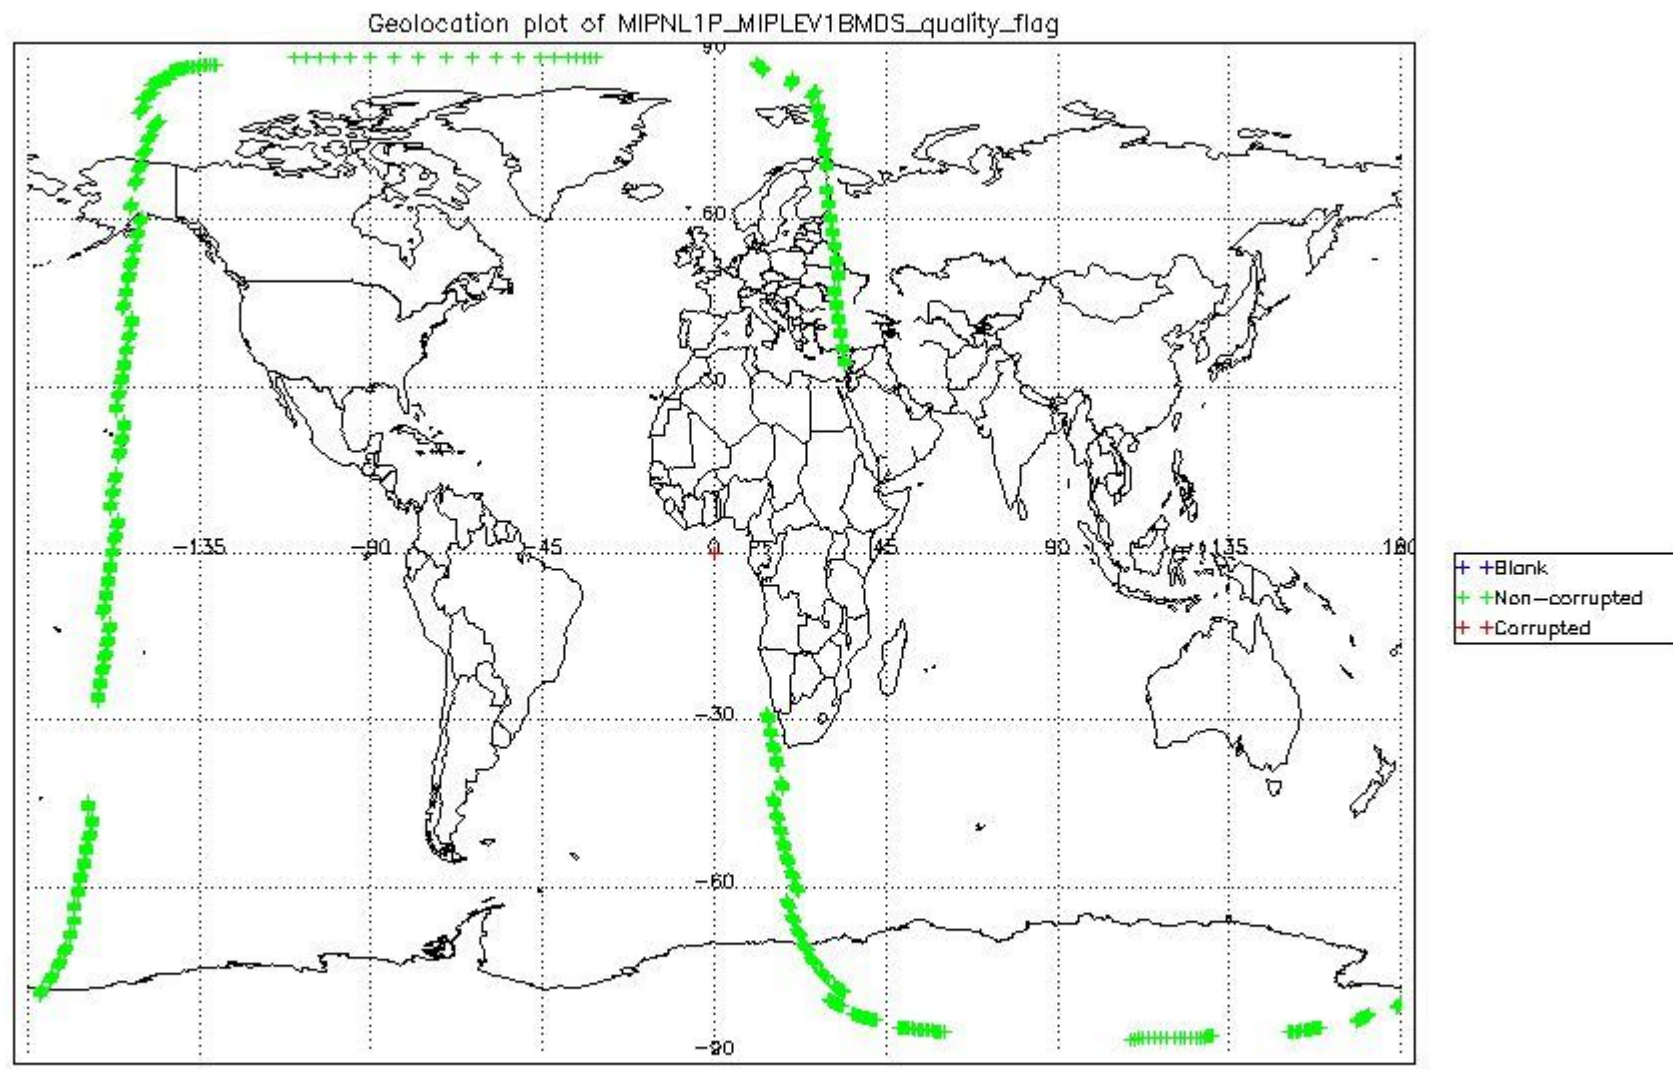 Geolocation plot of MIPNL1P_MIPLEV1BMDS_quality_flag
90
60
30
-135 -90 -45 0 45 90 135 180
-30
-60
-90
+ +Blank
+ +Non-corrupted
+ +Corrupted